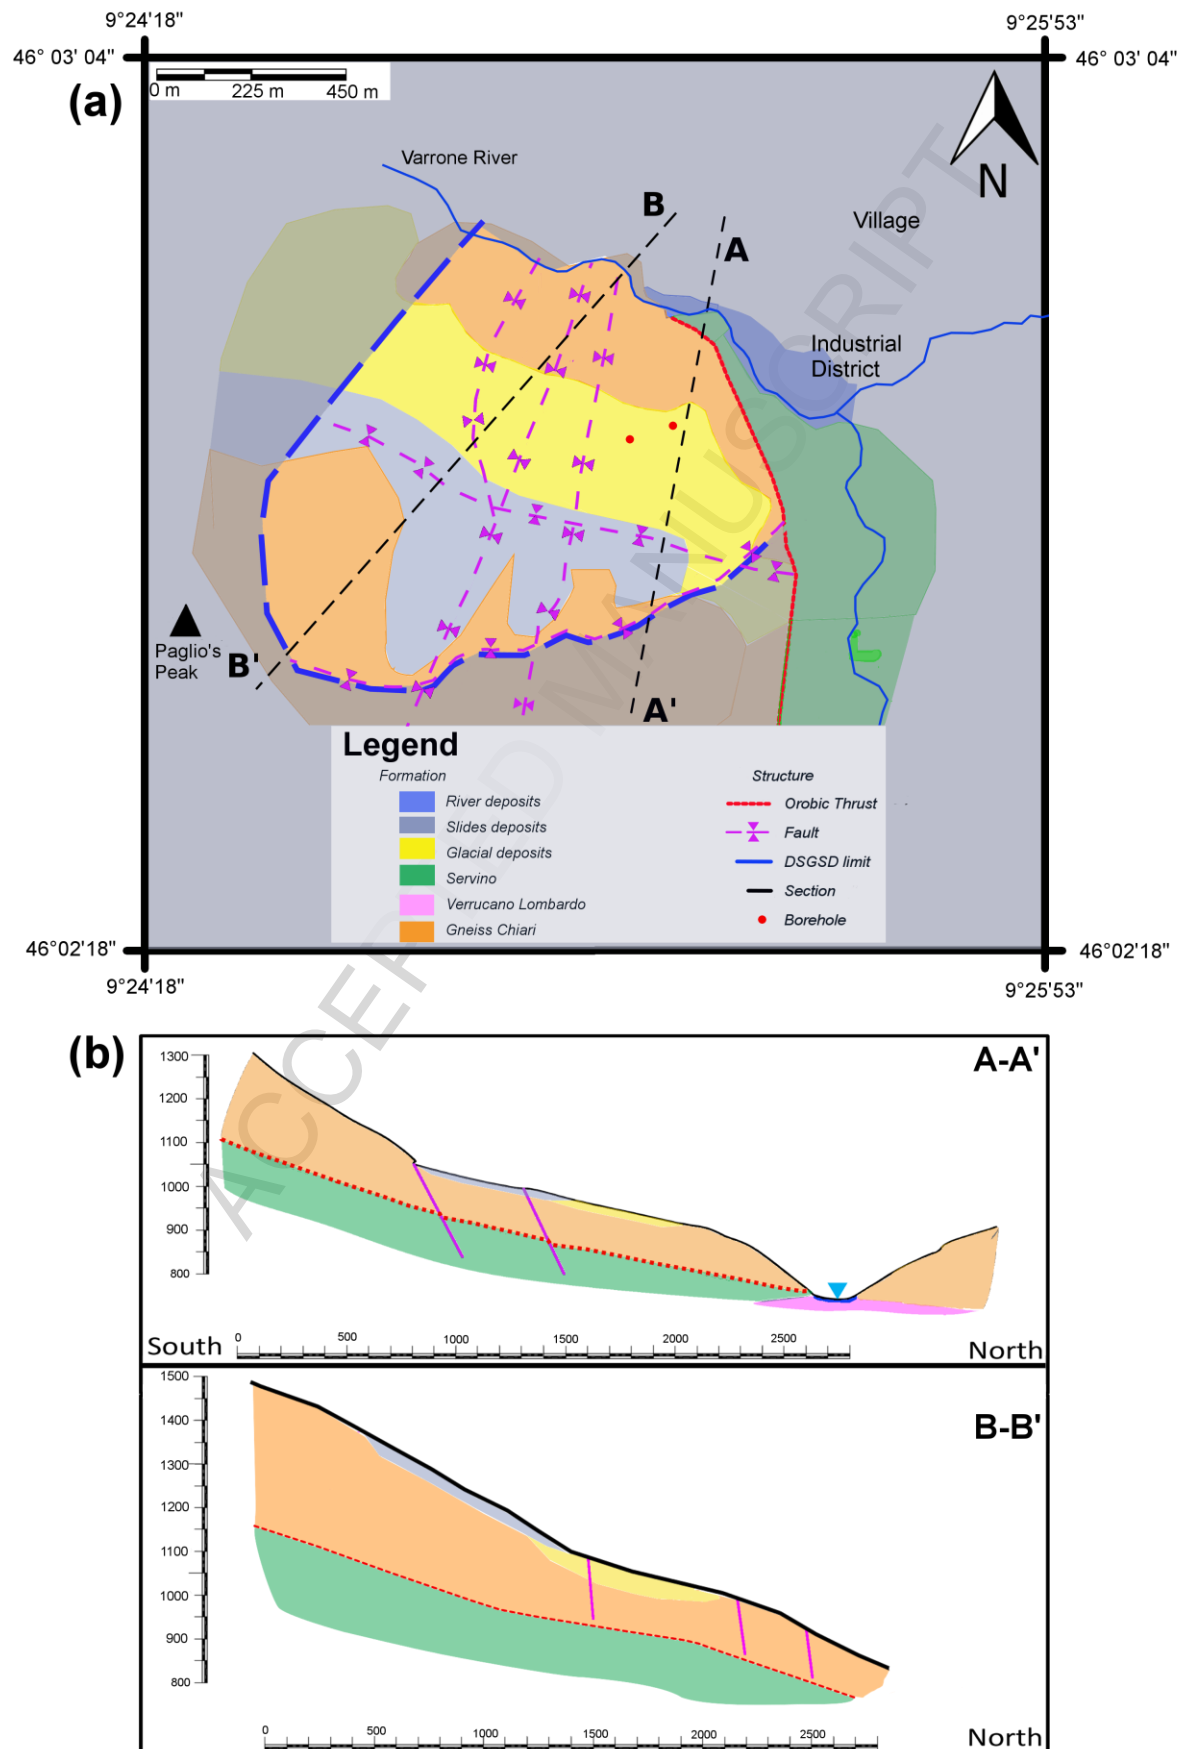 9°24'18"
9°25'53"
46° 03' 04"
46° 03' 04"
(a)
0 m 225 m 450 m
Varrone River
N
B
A
Village
Industrial
District
Paglio's
Peak
B'
A'
Legend
Formation
River deposits
Slides deposits
Glacial deposits
Servino
Verrucano Lombardo
Gneiss Chiari
Structure
Orobic Thrust
Fault
DSGSD limit
Section
Borehole
46°02'18"
46°02'18"
9°24'18"
9°25'53"
ACCEPTED MANUSCRIPT
(b)
A-A'
1300
1200
1100
1000
900
800
South
0 500 1000 1500 2000 2500
North
B-B'
1500
1400
1300
1200
1100
1000
900
800
0 500 1000 1500 2000 2500
North